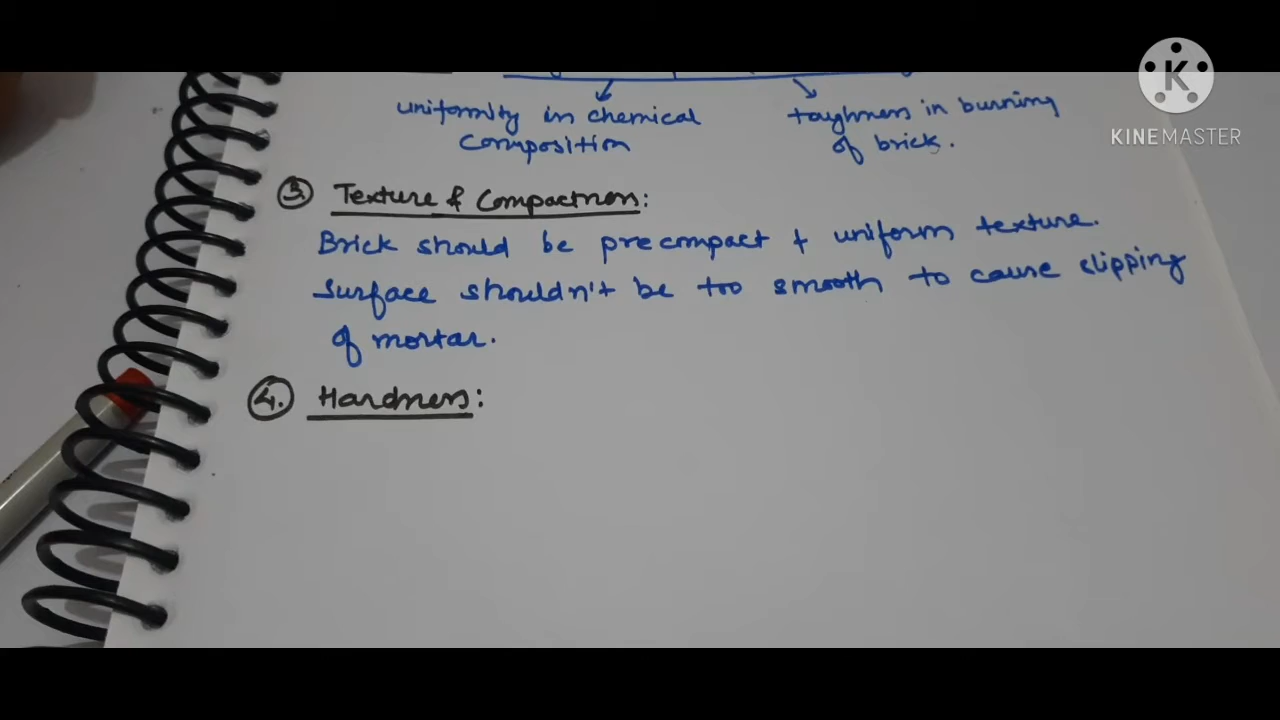 uniformity in chemical
composition
toughness in burning
of brick.
3. Texture & Compactness:
Brick should be precompact + uniform texture.
Surface shouldn't be too smooth to cause slipping
of mortar.
4. Hardness:
KINEMASTER